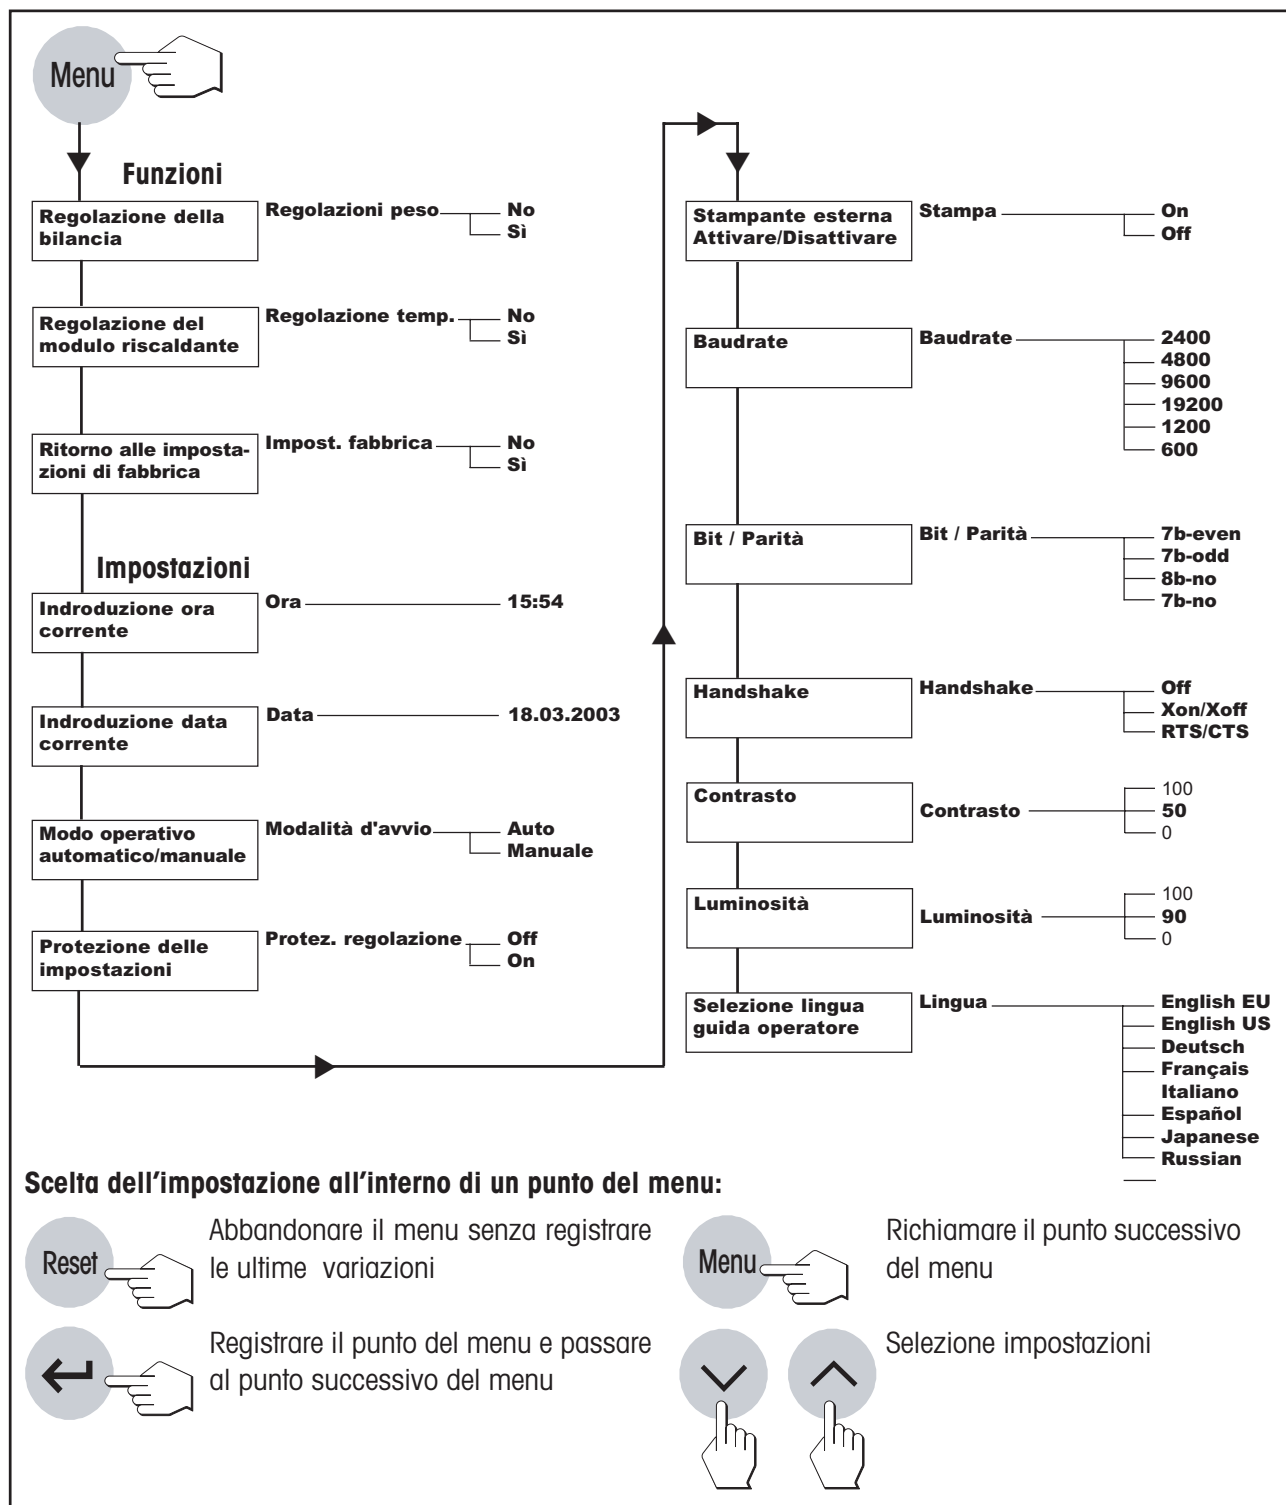 Menu
Funzioni
Regolazione della
bilancia
Regolazioni peso
No
Sì
Regolazione del
modulo riscaldante
Regolazione temp.
No
Sì
Ritorno alle imposta-
zioni di fabbrica
Impost. fabbrica
No
Sì
Impostazioni
Indroduzione ora
corrente
Ora
15:54
Indroduzione data
corrente
Data
18.03.2003
Modo operativo
automatico/manuale
Modalità d'avvio
Auto
Manuale
Protezione delle
impostazioni
Protez. regolazione
Off
On
Stampante esterna
Attivare/Disattivare
Stampa
On
Off
Baudrate
Baudrate
2400
4800
9600
19200
1200
600
Bit / Parità
Bit / Parità
7b-even
7b-odd
8b-no
7b-no
Handshake
Handshake
Off
Xon/Xoff
RTS/CTS
Contrasto
Contrasto
100
50
0
Luminosità
Luminosità
100
90
0
Selezione lingua
guida operatore
Lingua
English EU
English US
Deutsch
Français
Italiano
Español
Japanese
Russian
Scelta dell'impostazione all'interno di un punto del menu:
Reset
Abbandonare il menu senza registrare
le ultime variazioni
Menu
Richiamare il punto successivo
del menu
Registrare il punto del menu e passare
al punto successivo del menu
Selezione impostazioni